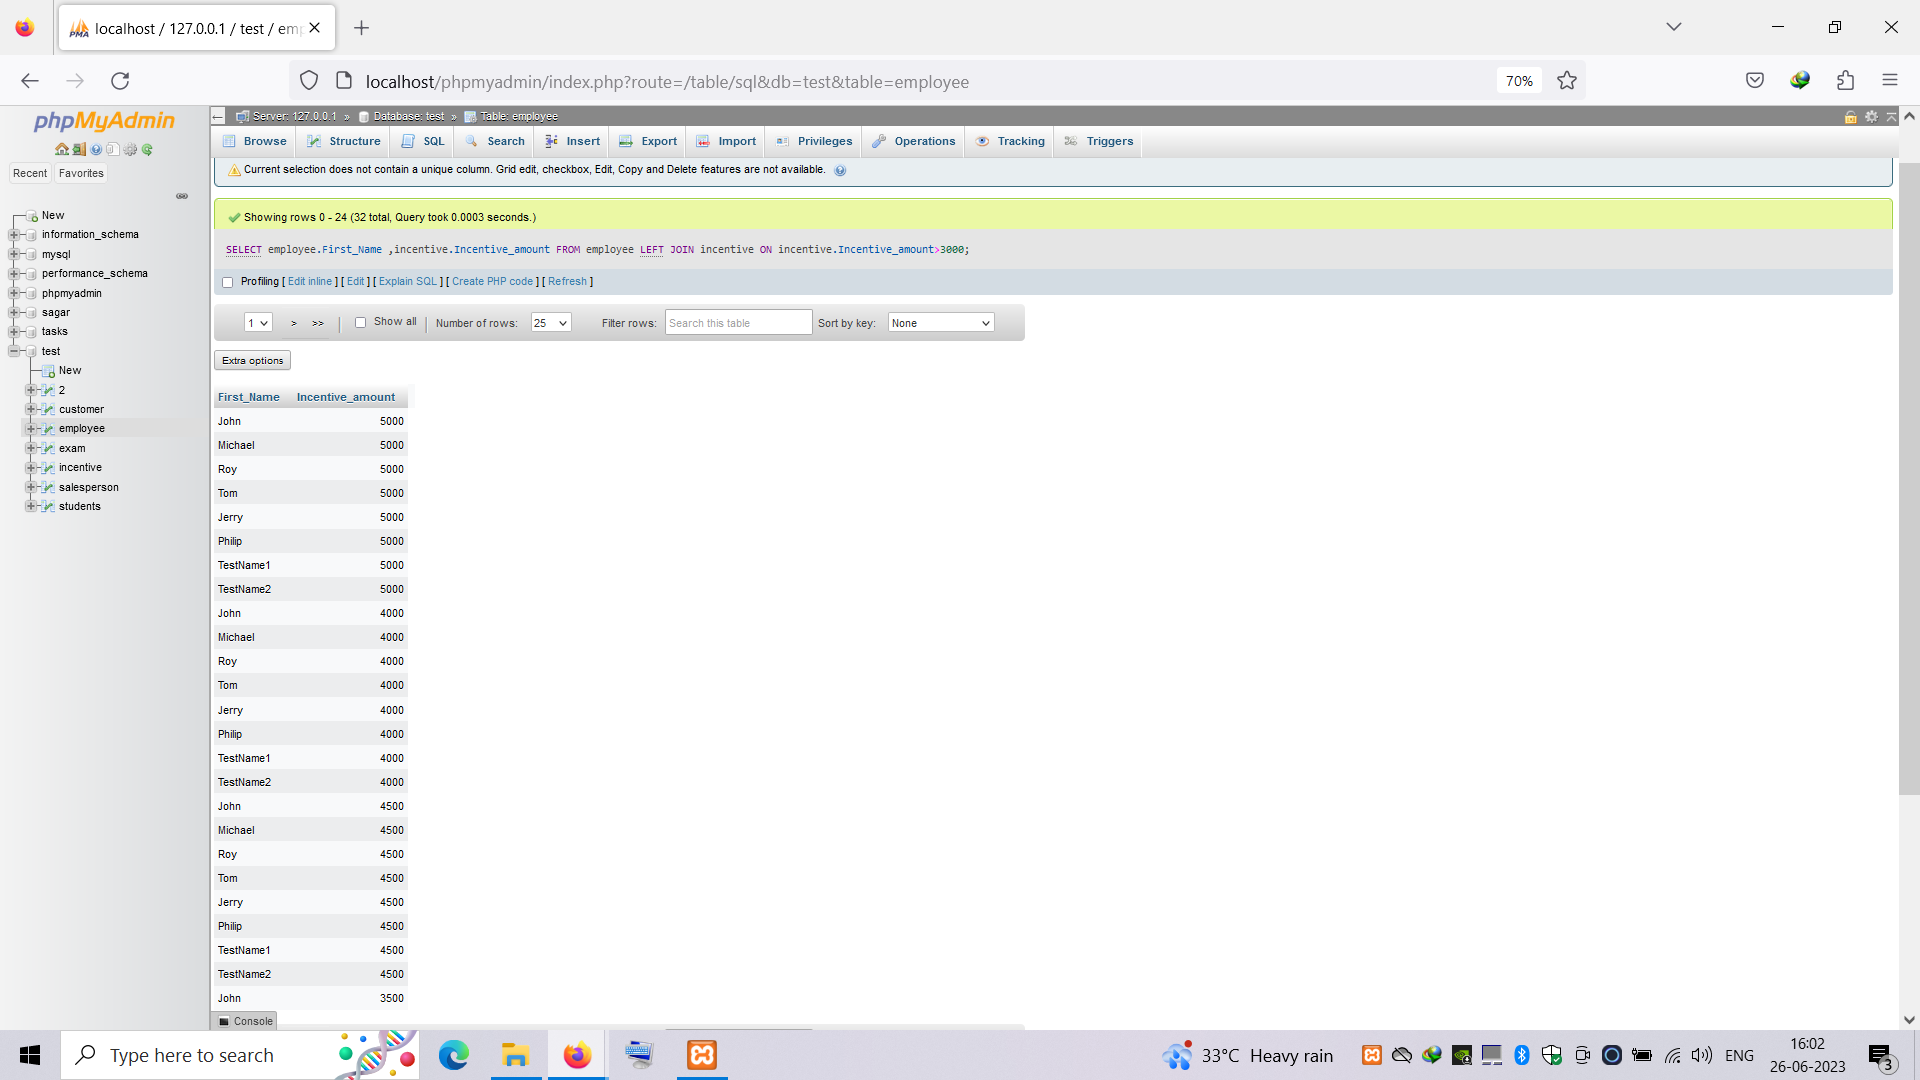 localhost / 127.0.0.1 / test / emp
localhost/phpmyadmin/index.php?route=/table/sql&db=test&table=employee
70%
phpMyAdmin
Recent
Favorites
New
information_schema
mysql
performance_schema
phpmyadmin
sagar
tasks
test
New
2
customer
employee
exam
incentive
salesperson
students
Server: 127.0.0.1 » Database: test » Table: employee
Browse Structure SQL Search Insert Export Import Privileges Operations Tracking Triggers
Current selection does not contain a unique column. Grid edit, checkbox, Edit, Copy and Delete features are not available.
Showing rows 0 - 24 (32 total, Query took 0.0003 seconds.)
SELECT employee.First_Name ,incentive.Incentive_amount FROM employee LEFT JOIN incentive ON incentive.Incentive_amount>3000;
Profiling [ Edit inline ] [ Edit ] [ Explain SQL ] [ Create PHP code ] [ Refresh ]
1 > >> | Show all | Number of rows: 25 Filter rows: Search this table Sort by key: None
Extra options
First_Name Incentive_amount
John 5000
Michael 5000
Roy 5000
Tom 5000
Jerry 5000
Philip 5000
TestName1 5000
TestName2 5000
John 4000
Michael 4000
Roy 4000
Tom 4000
Jerry 4000
Philip 4000
TestName1 4000
TestName2 4000
John 4500
Michael 4500
Roy 4500
Tom 4500
Jerry 4500
Philip 4500
TestName1 4500
TestName2 4500
John 3500
Console
Type here to search
33°C Heavy rain
ENG
16:02
26-06-2023
3